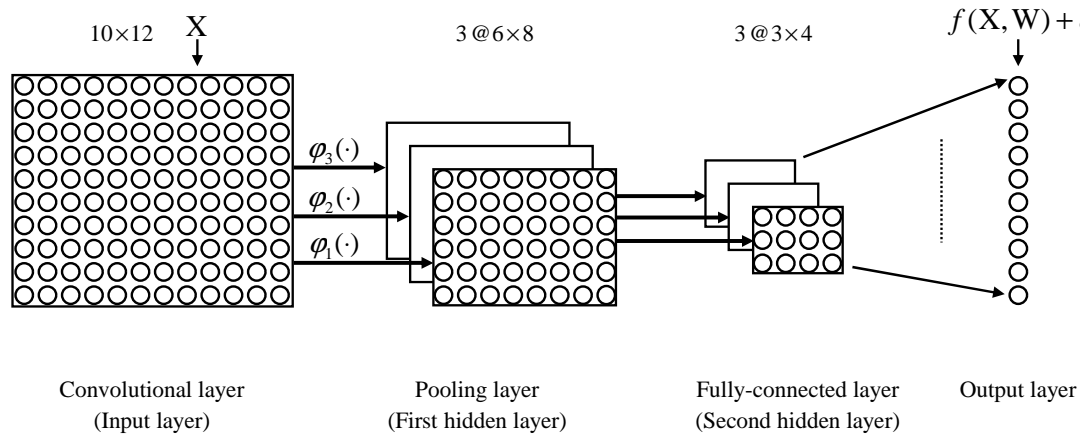 10×12
X
3@6×8
3@3×4
f(X, W) +
φ₃(·)
φ₂(·)
φ₁(·)
Convolutional layer
(Input layer)
Pooling layer
(First hidden layer)
Fully-connected layer
(Second hidden layer)
Output layer